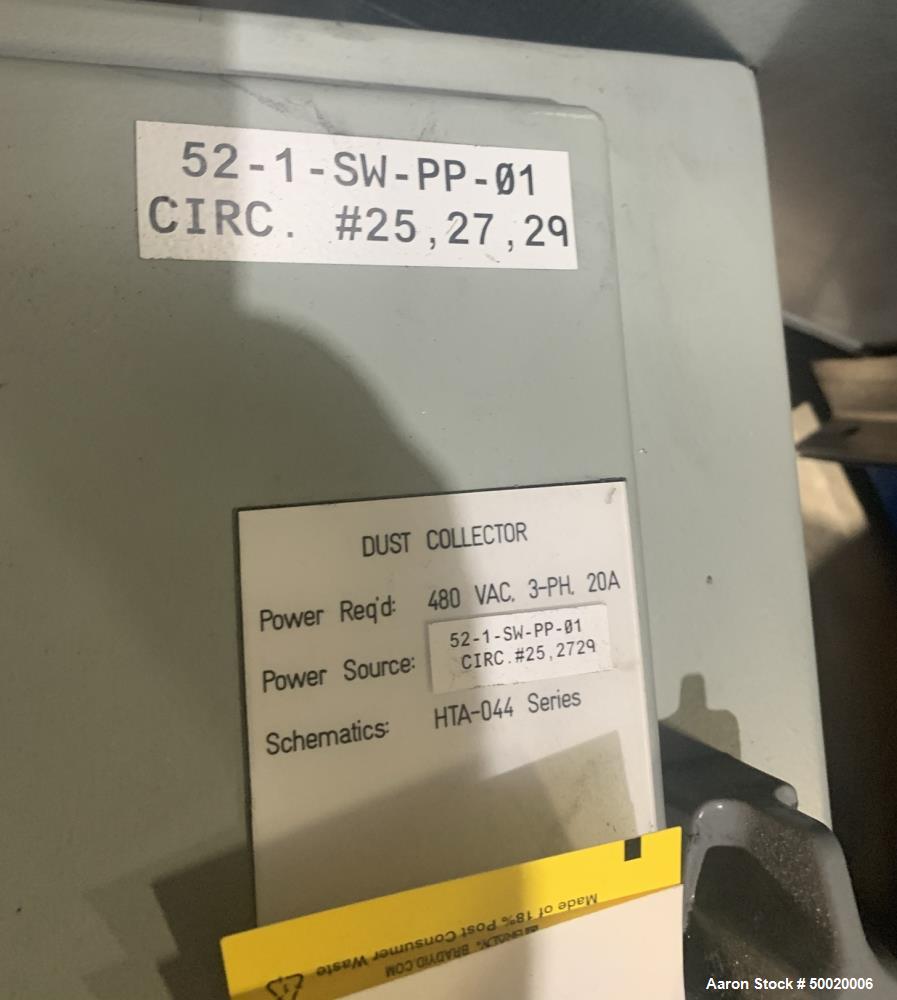 52-1-SW-PP-Ø1
CIRC. #25,27,29
DUST COLLECTOR
Power Req'd: 480 VAC, 3-PH, 20A
Power Source: 52-1-SW-PP-Ø1
CIRC.#25,2729
Schematics: HTA-044 Series
Made of 18% Post Consumer Waste
BRADYID.COM
Aaron Stock # 50020006